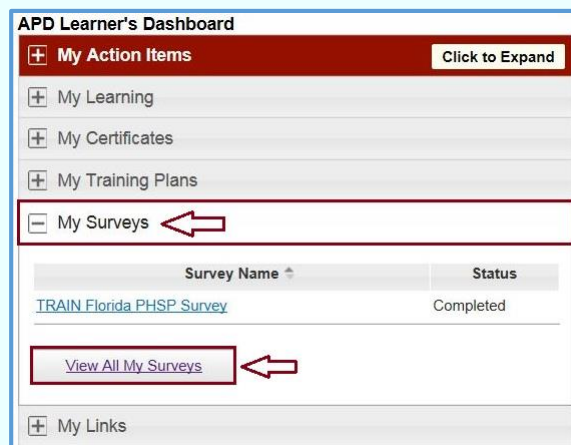 APD Learner's Dashboard
My Action Items Click to Expand
My Learning
My Certificates
My Training Plans
My Surveys
Survey Name Status
TRAIN Florida PHSP Survey Completed
View All My Surveys
My Links